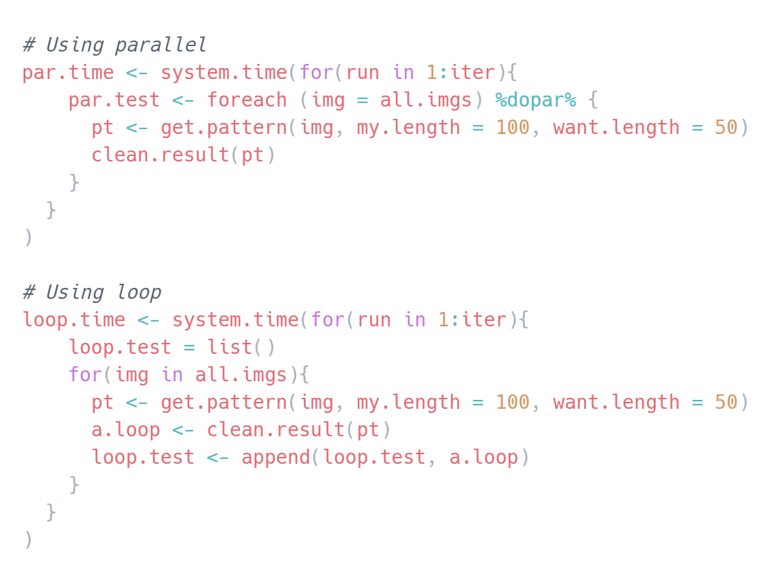 # Using parallel
par.time <- system.time(for(run in 1:iter){
    par.test <- foreach (img = all.imgs) %dopar% {
      pt <- get.pattern(img, my.length = 100, want.length = 50)
      clean.result(pt)
    }
  }
)

# Using loop
loop.time <- system.time(for(run in 1:iter){
    loop.test = list()
    for(img in all.imgs){
      pt <- get.pattern(img, my.length = 100, want.length = 50)
      a.loop <- clean.result(pt)
      loop.test <- append(loop.test, a.loop)
    }
  }
)